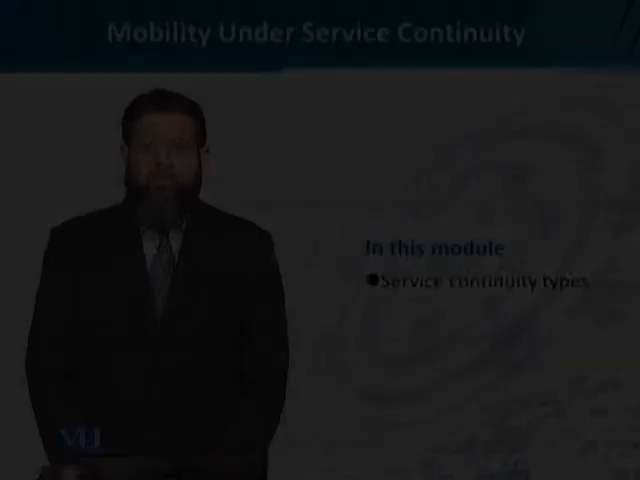 Mobility Under Service Continuity
In this module
●Service continuity types
VU